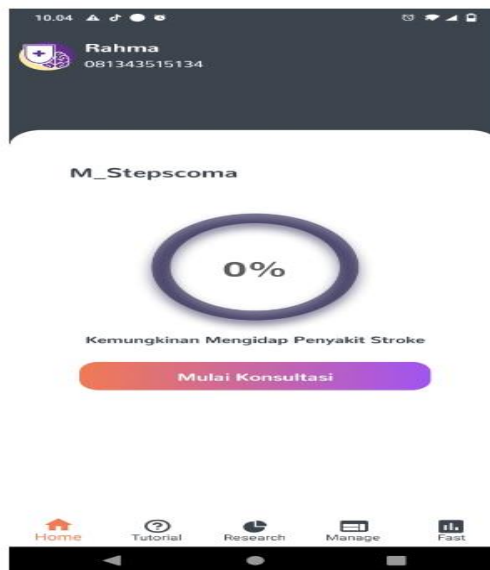 10.04
Rahma
081343515134
M_Stepscoma
0%
Kemungkinan Mengidap Penyakit Stroke
Mulai Konsultasi
Home Tutorial Research Manage Fast